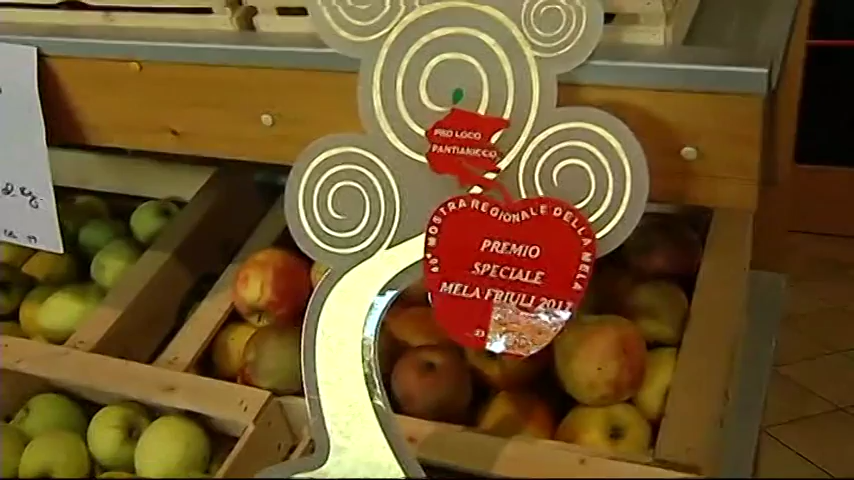 PRO LOCO
PANTIANICCO
MOSTRA REGIONALE DELLA MELA
PREMIO
SPECIALE
MELA FRIULI 2017